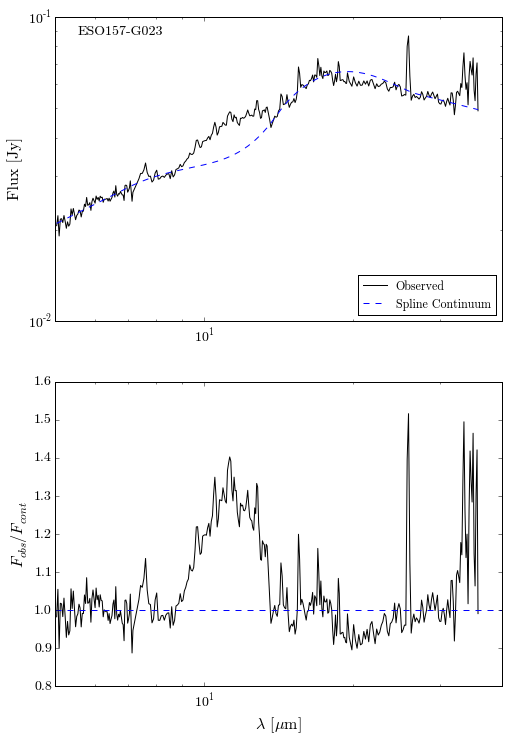 10^-1
ESO157-G023
Flux [Jy]
Observed
Spline Continuum
10^-2
10^1
1.6
1.5
1.4
1.3
1.2
1.1
1.0
0.9
0.8
F_obs/F_cont
10^1
λ [μm]